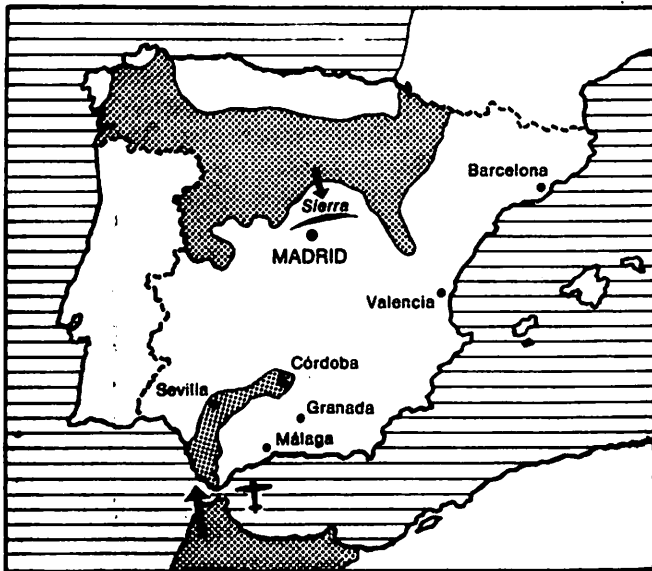 Barcelona
Sierra
MADRID
Valencia
Córdoba
Sevilla
Granada
Málaga